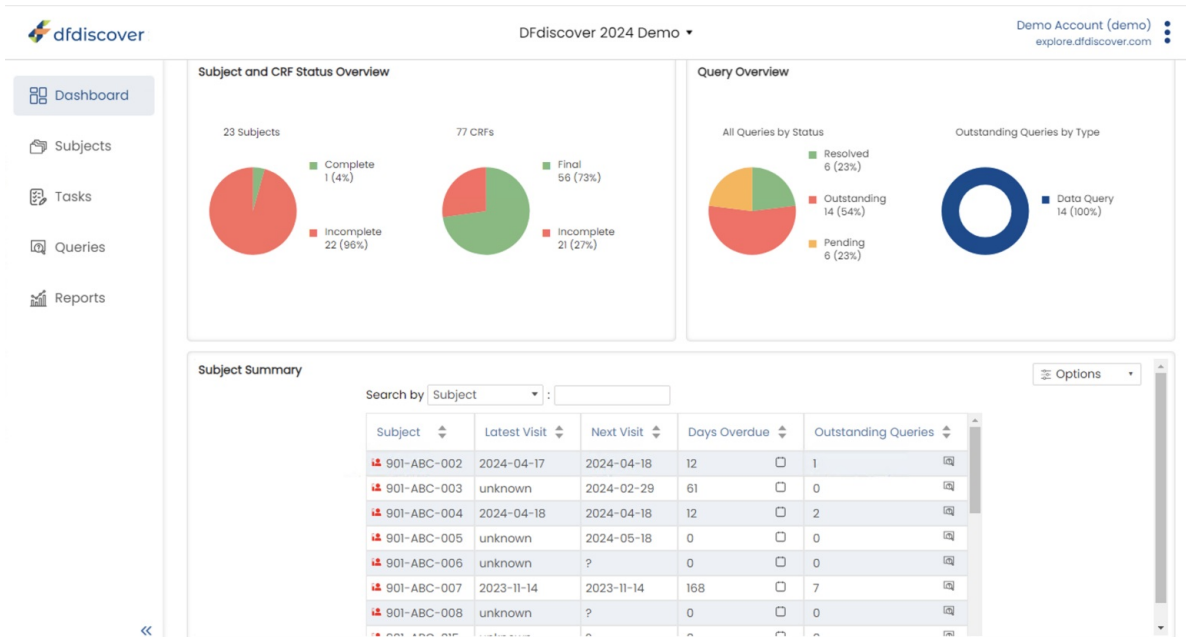 dfdiscover
DFdiscover 2024 Demo
Demo Account (demo)
explore.dfdiscover.com
Dashboard
Subjects
Tasks
Queries
Reports
Subject and CRF Status Overview
23 Subjects
Complete
1 (4%)
Incomplete
22 (96%)
77 CRFs
Final
56 (73%)
Incomplete
21 (27%)
Query Overview
All Queries by Status
Resolved
6 (23%)
Outstanding
14 (54%)
Pending
6 (23%)
Outstanding Queries by Type
Data Query
14 (100%)
Subject Summary
Options
Search by Subject :
Subject Latest Visit Next Visit Days Overdue Outstanding Queries
901-ABC-002 2024-04-17 2024-04-18 12 1
901-ABC-003 unknown 2024-02-29 61 0
901-ABC-004 2024-04-18 2024-04-18 12 2
901-ABC-005 unknown 2024-05-18 0 0
901-ABC-006 unknown ? 0 0
901-ABC-007 2023-11-14 2023-11-14 168 7
901-ABC-008 unknown ? 0 0